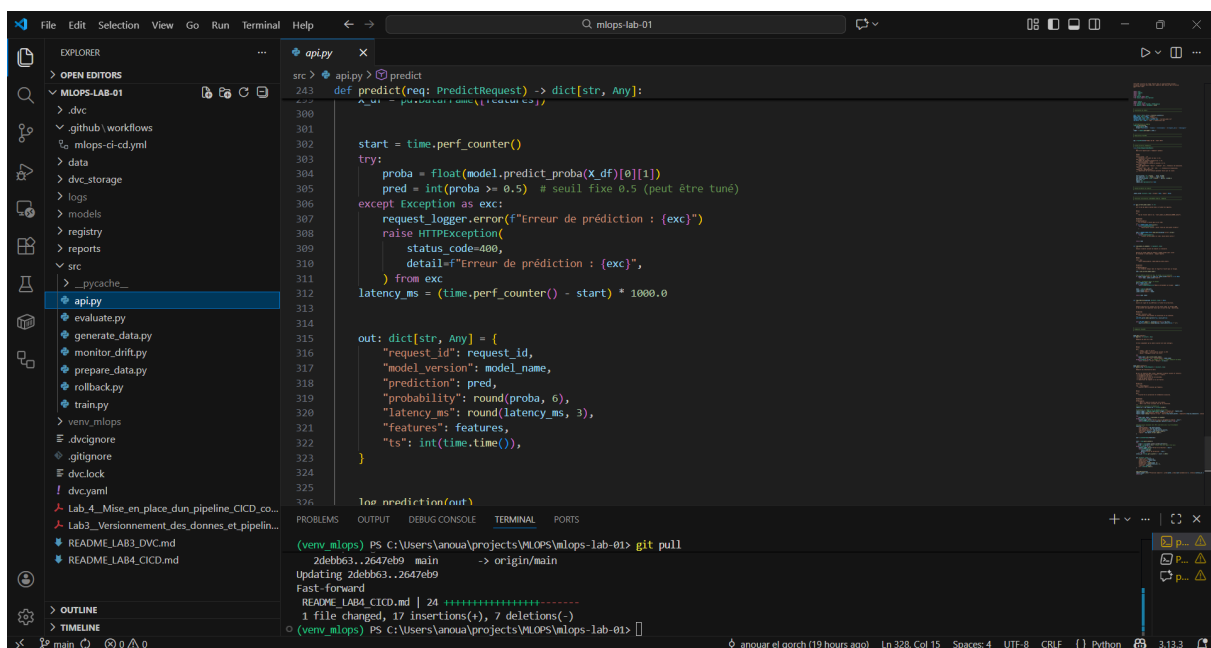 File Edit Selection View Go Run Terminal Help
mlops-lab-01
EXPLORER
OPEN EDITORS
MLOPS-LAB-01
.dvc
.github\workflows
mlops-ci-cd.yml
data
dvc_storage
logs
models
registry
reports
src
__pycache__
api.py
evaluate.py
generate_data.py
monitor_drift.py
prepare_data.py
rollback.py
train.py
venv_mlops
.dvcignore
.gitignore
dvc.lock
dvc.yaml
Lab_4__Mise_en_place_dun_pipeline_CICD_co...
Lab3__Versionnement_des_donnes_et_pipelin...
README_LAB3_DVC.md
README_LAB4_CICD.md
OUTLINE
TIMELINE
api.py
src > api.py > predict
243 def predict(req: PredictRequest) -> dict[str, Any]:
299 X_df = pd.DataFrame([features])
300
301
302 start = time.perf_counter()
303 try:
304 proba = float(model.predict_proba(X_df)[0][1])
305 pred = int(proba >= 0.5) # seuil fixe 0.5 (peut être tuné)
306 except Exception as exc:
307 request_logger.error(f"Erreur de prédiction : {exc}")
308 raise HTTPException(
309 status_code=400,
310 detail=f"Erreur de prédiction : {exc}",
311 ) from exc
312 latency_ms = (time.perf_counter() - start) * 1000.0
313
314
315 out: dict[str, Any] = {
316 "request_id": request_id,
317 "model_version": model_name,
318 "prediction": pred,
319 "probability": round(proba, 6),
320 "latency_ms": round(latency_ms, 3),
321 "features": features,
322 "ts": int(time.time()),
323 }
324
325
326 log_prediction(out)
PROBLEMS OUTPUT DEBUG CONSOLE TERMINAL PORTS
(venv_mlops) PS C:\Users\anoua\projects\MLOPS\mlops-lab-01> git pull
2debb63..2647eb9 main -> origin/main
Updating 2debb63..2647eb9
Fast-forward
README_LAB4_CICD.md | 24 +++++++++++++++++-------
1 file changed, 17 insertions(+), 7 deletions(-)
(venv_mlops) PS C:\Users\anoua\projects\MLOPS\mlops-lab-01>
p...
P...
p...
main 0 0 anouar el gorch (19 hours ago) Ln 328, Col 15 Spaces: 4 UTF-8 CRLF { } Python 3.13.3